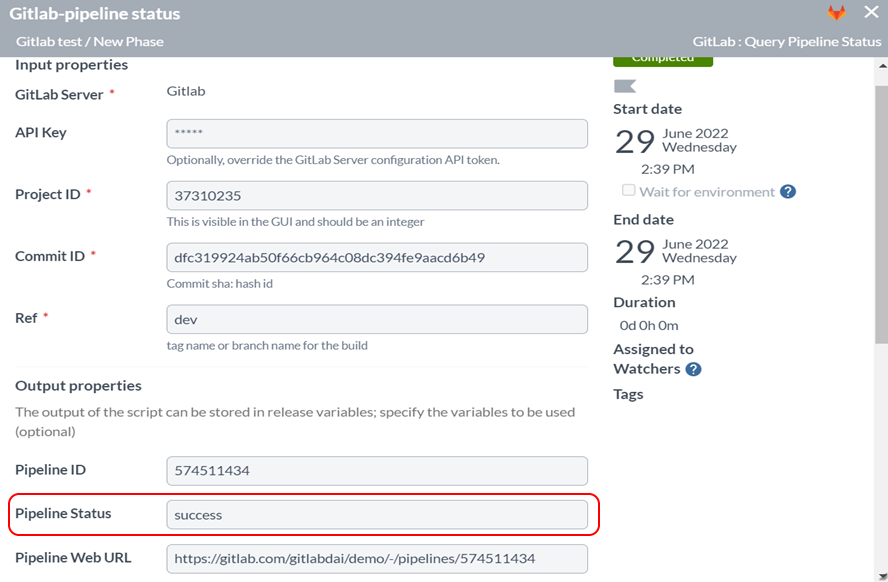 Gitlab-pipeline status
Gitlab test / New Phase
GitLab : Query Pipeline Status
Input properties
GitLab Server *
Gitlab
API Key
*****
Optionally, override the GitLab Server configuration API token.
Project ID *
37310235
This is visible in the GUI and should be an integer
Commit ID *
dfc319924ab50f66cb964c08dc394fe9aacd6b49
Commit sha: hash id
Ref *
dev
tag name or branch name for the build
Output properties
The output of the script can be stored in release variables; specify the variables to be used
(optional)
Pipeline ID
574511434
Pipeline Status
success
Pipeline Web URL
https://gitlab.com/gitlabdai/demo/-/pipelines/574511434
Completed
Start date
29 June 2022
Wednesday
2:39 PM
Wait for environment ?
End date
29 June 2022
Wednesday
2:39 PM
Duration
0d 0h 0m
Assigned to
Watchers ?
Tags